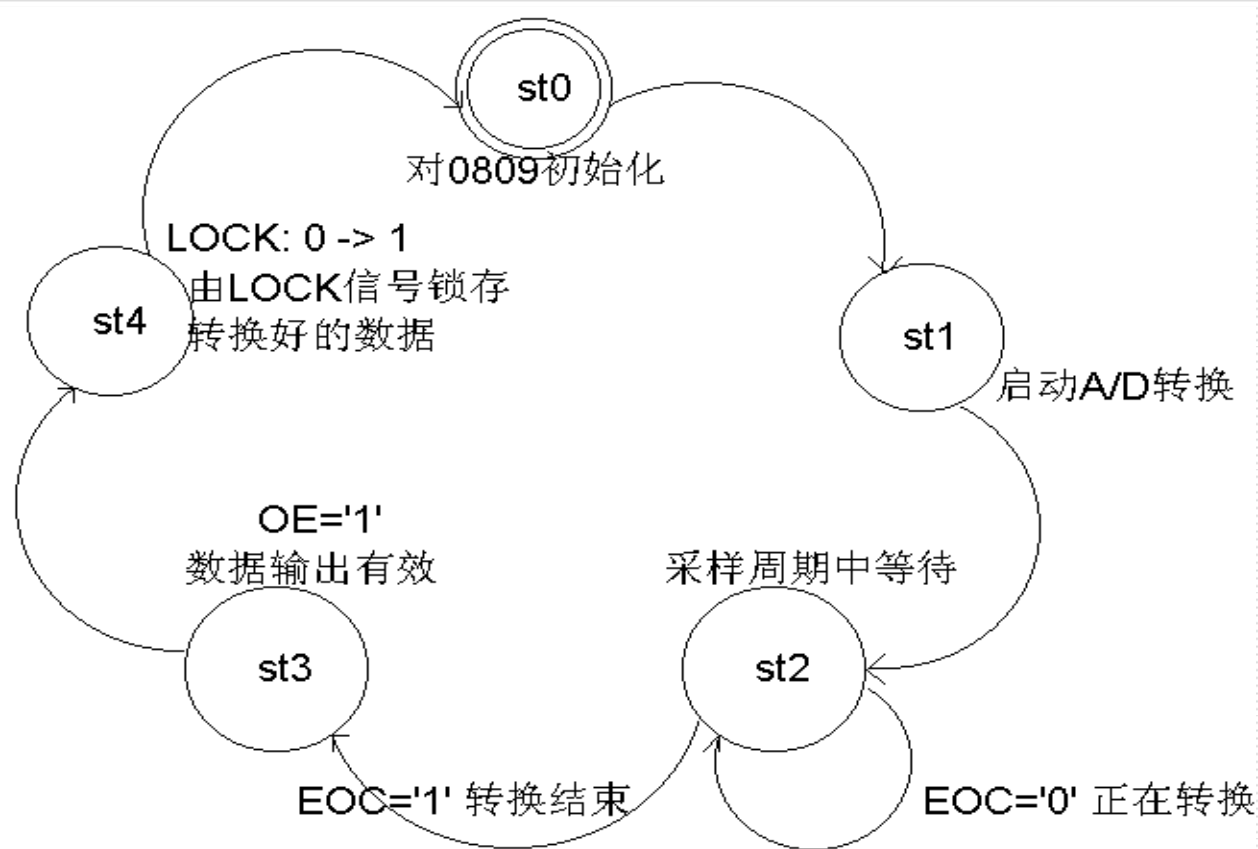 st0
对0809初始化
LOCK: 0 -> 1
由LOCK信号锁存
转换好的数据
st4
st1
启动A/D转换
OE='1'
数据输出有效
采样周期中等待
st3
st2
EOC='1' 转换结束
EOC='0' 正在转换